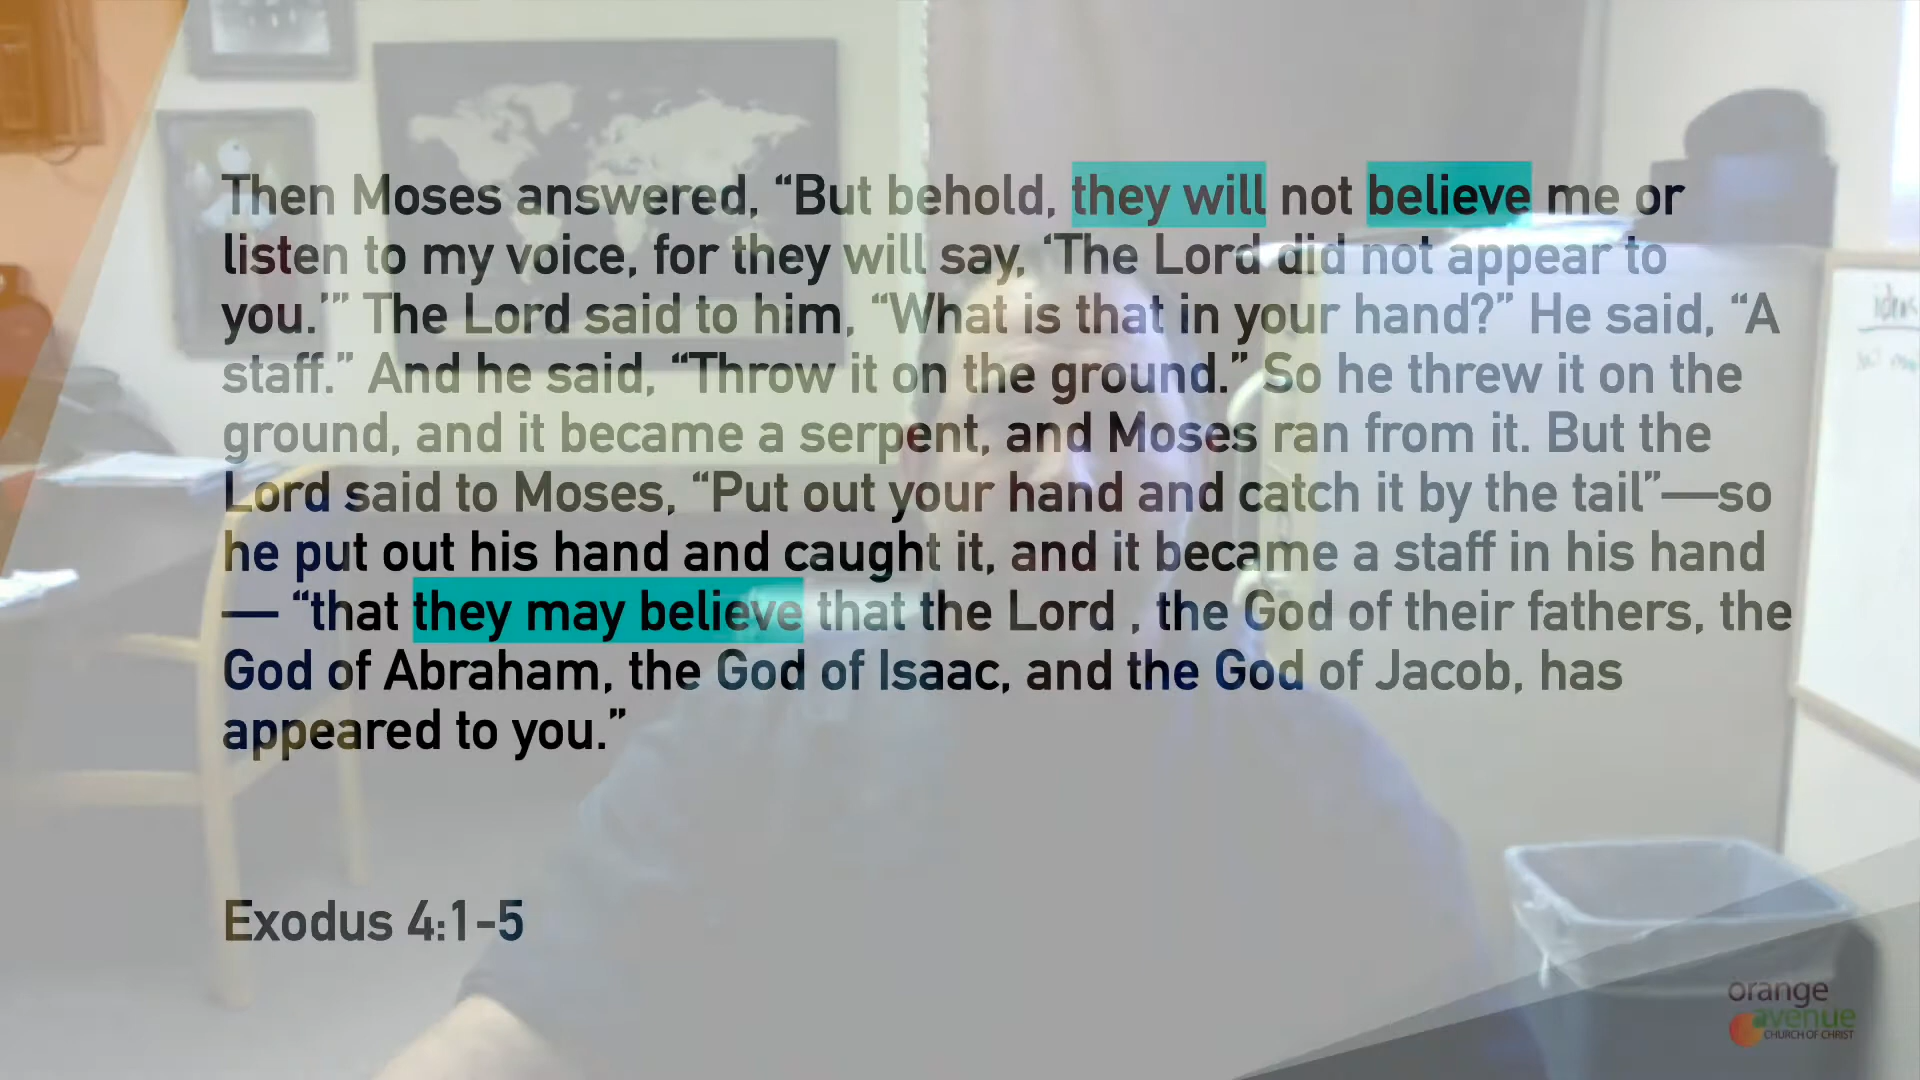 Then Moses answered, “But behold, they will not believe me or
listen to my voice, for they will say, ‘The Lord did not appear to
you.’” The Lord said to him, “What is that in your hand?” He said, “A
staff.” And he said, “Throw it on the ground.” So he threw it on the
ground, and it became a serpent, and Moses ran from it. But the
Lord said to Moses, “Put out your hand and catch it by the tail”—so
he put out his hand and caught it, and it became a staff in his hand
— “that they may believe that the Lord , the God of their fathers, the
God of Abraham, the God of Isaac, and the God of Jacob, has
appeared to you.”
Exodus 4:1-5
ideas
orange
avenue
CHURCH OF CHRIST